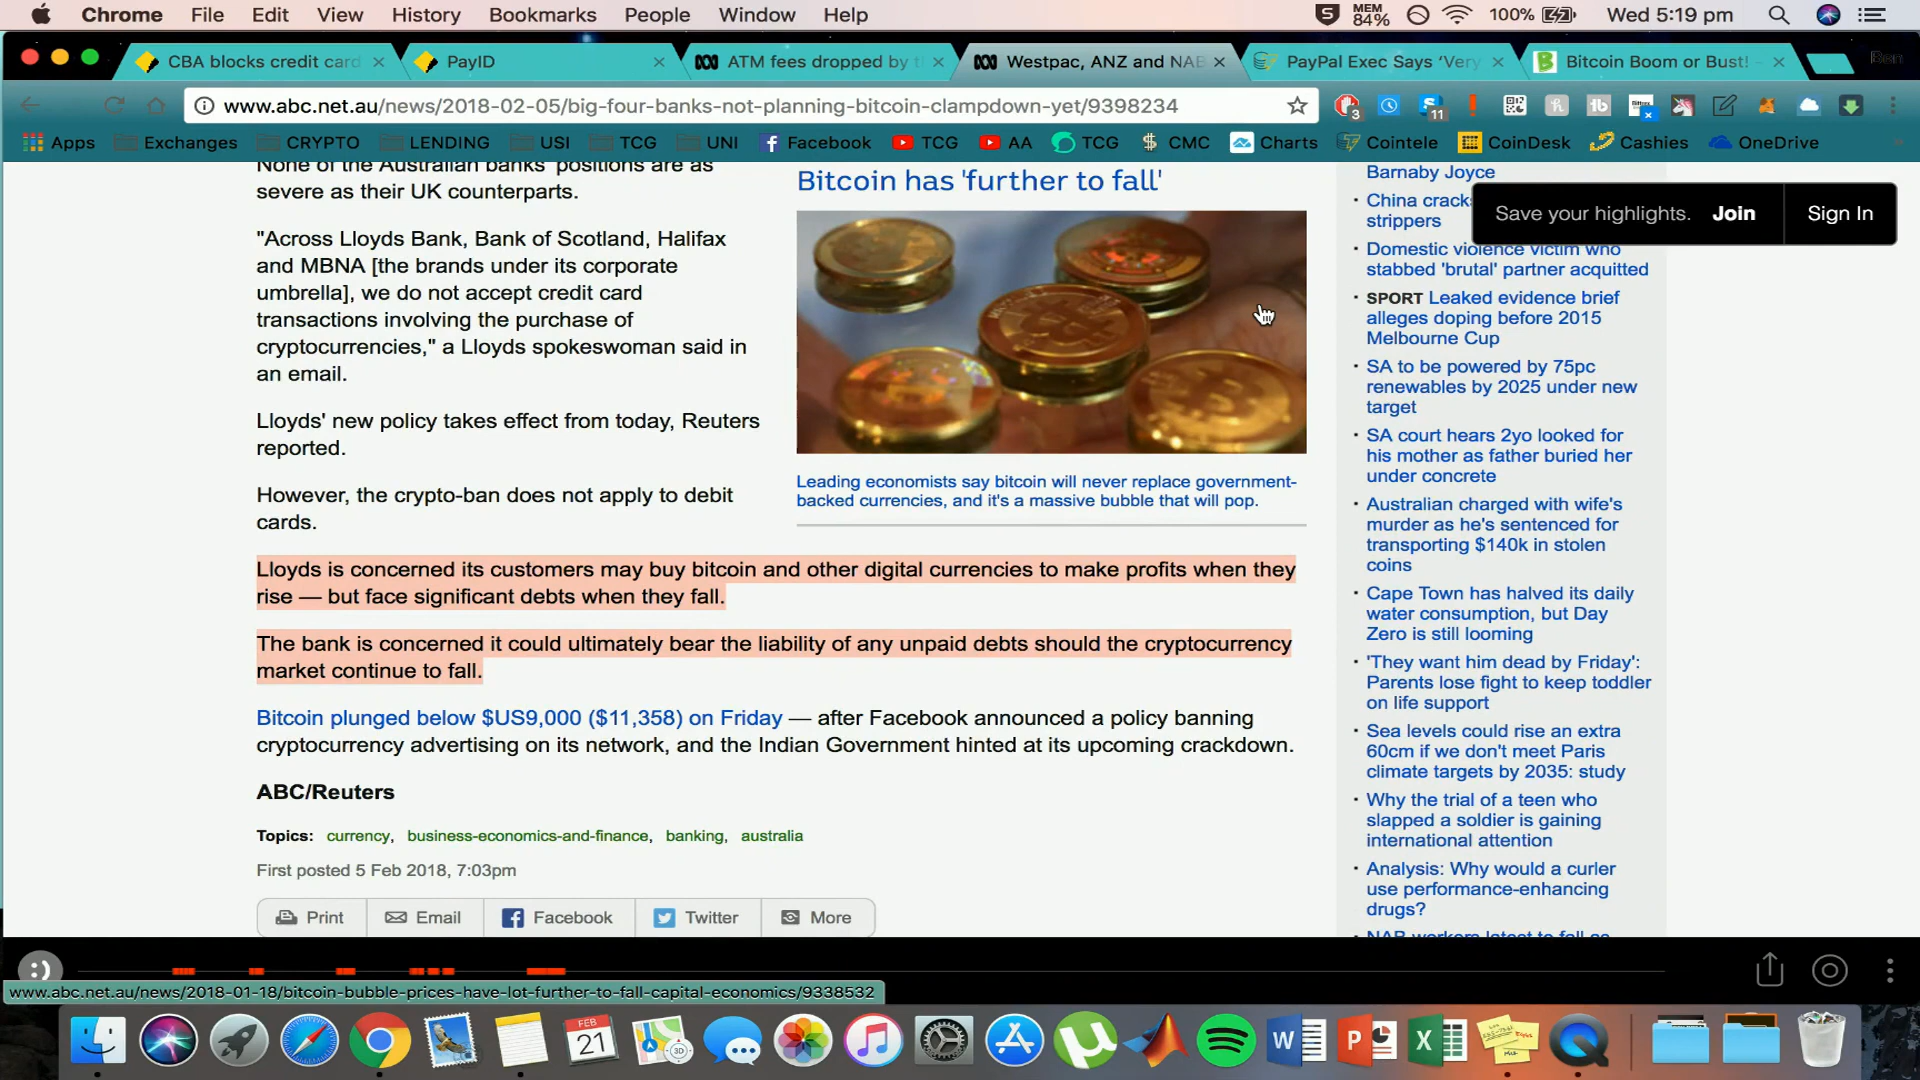 Chrome File Edit View History Bookmarks People Window Help
MEM 84% 100% Wed 5:19 pm
CBA blocks credit card
PayID
ATM fees dropped by t
Westpac, ANZ and NAB
PayPal Exec Says 'Very
Bitcoin Boom or Bust! -
Ben
www.abc.net.au/news/2018-02-05/big-four-banks-not-planning-bitcoin-clampdown-yet/9398234
3
11
Apps Exchanges CRYPTO LENDING USI TCG UNI Facebook TCG AA TCG CMC Charts Cointele CoinDesk Cashies OneDrive
None of the Australian banks' positions are as
severe as their UK counterparts.
"Across Lloyds Bank, Bank of Scotland, Halifax
and MBNA [the brands under its corporate
umbrella], we do not accept credit card
transactions involving the purchase of
cryptocurrencies," a Lloyds spokeswoman said in
an email.
Lloyds' new policy takes effect from today, Reuters
reported.
However, the crypto-ban does not apply to debit
cards.
Bitcoin has 'further to fall'
Leading economists say bitcoin will never replace government-
backed currencies, and it's a massive bubble that will pop.
Lloyds is concerned its customers may buy bitcoin and other digital currencies to make profits when they
rise — but face significant debts when they fall.
The bank is concerned it could ultimately bear the liability of any unpaid debts should the cryptocurrency
market continue to fall.
Bitcoin plunged below $US9,000 ($11,358) on Friday — after Facebook announced a policy banning
cryptocurrency advertising on its network, and the Indian Government hinted at its upcoming crackdown.
ABC/Reuters
Topics: currency, business-economics-and-finance, banking, australia
First posted 5 Feb 2018, 7:03pm
Print Email Facebook Twitter More
Save your highlights. Join Sign In
Barnaby Joyce
China cracks
strippers
Domestic violence victim who
stabbed 'brutal' partner acquitted
SPORT Leaked evidence brief
alleges doping before 2015
Melbourne Cup
SA to be powered by 75pc
renewables by 2025 under new
target
SA court hears 2yo looked for
his mother as father buried her
under concrete
Australian charged with wife's
murder as he's sentenced for
transporting $140k in stolen
coins
Cape Town has halved its daily
water consumption, but Day
Zero is still looming
'They want him dead by Friday':
Parents lose fight to keep toddler
on life support
Sea levels could rise an extra
60cm if we don't meet Paris
climate targets by 2035: study
Why the trial of a teen who
slapped a soldier is gaining
international attention
Analysis: Why would a curler
use performance-enhancing
drugs?
NAB workers latest to fall as
www.abc.net.au/news/2018-01-18/bitcoin-bubble-prices-have-lot-further-to-fall-capital-economics/9338532
FEB
21